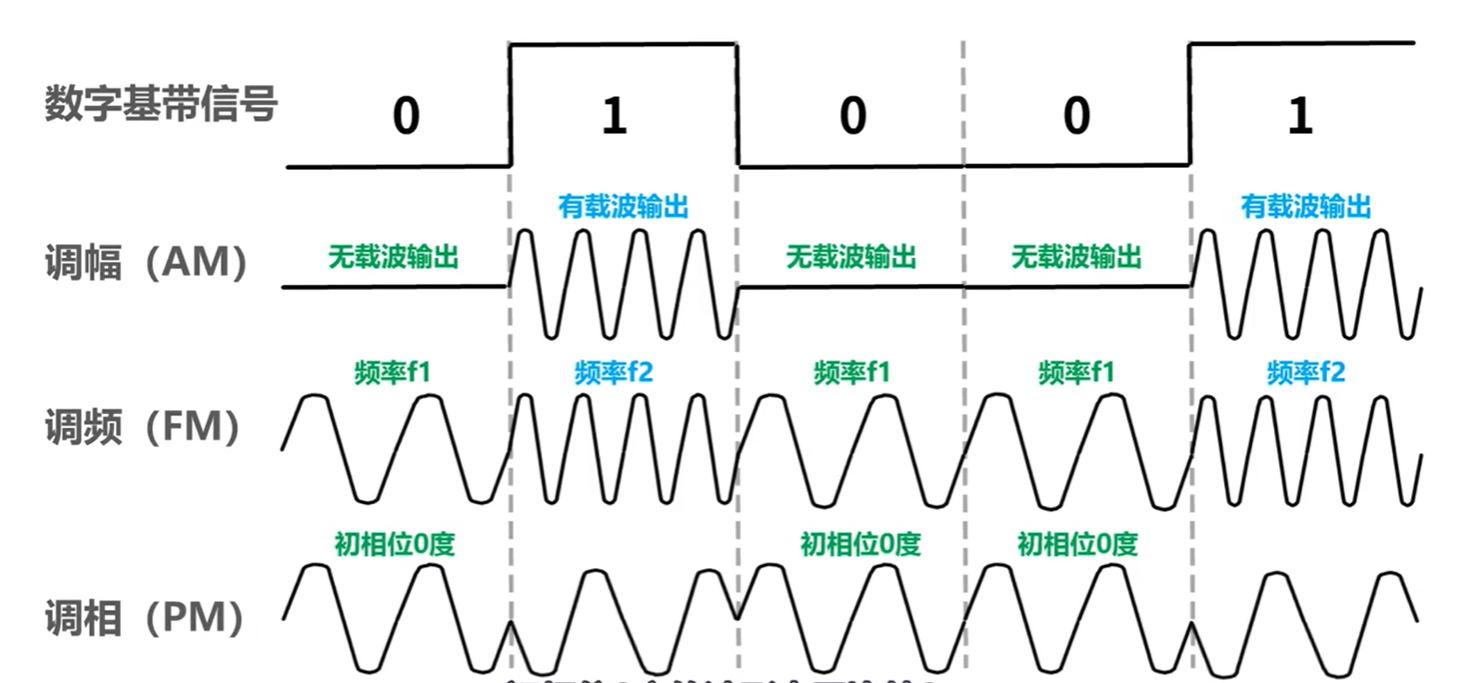 数字基带信号 0 1 0 0 1
有载波输出 有载波输出
调幅（AM） 无载波输出 无载波输出 无载波输出
频率f1 频率f2 频率f1 频率f1 频率f2
调频（FM）
初相位0度 初相位0度 初相位0度
调相（PM）